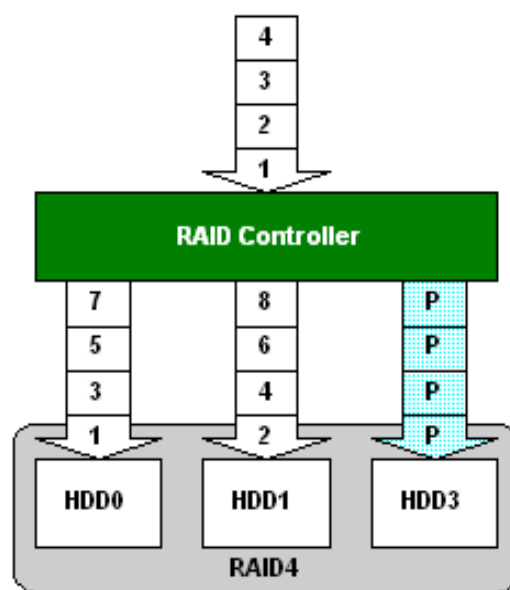 4
3
2
1
RAID Controller
7 8 P
5 6 P
3 4 P
1 2 P
HDD0 HDD1 HDD3
RAID4